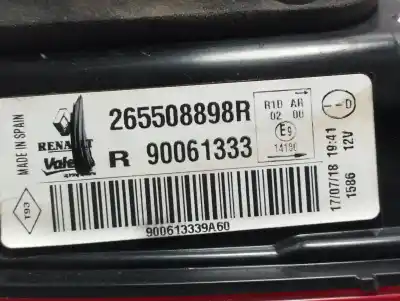 MADE IN SPAIN
RENAULT
265508898R
Valeo
R 90061333
R1D AR
02 00
E9
14190
D
17/07/18 19:41
12V
1586
T93
900613339A60